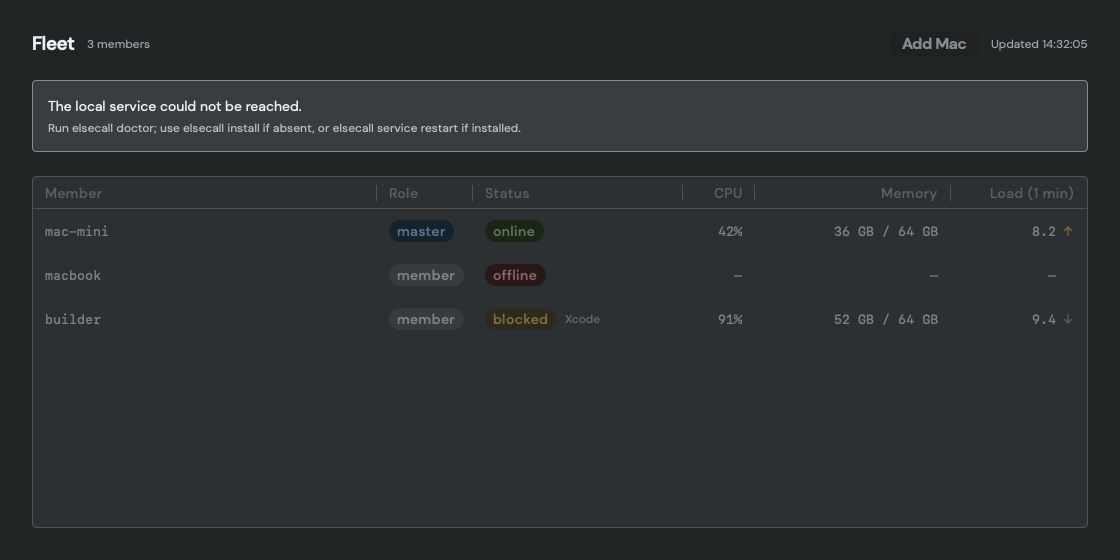 Fleet 3 members Add Mac Updated 14:32:05
The local service could not be reached.
Run elsecall doctor; use elsecall install if absent, or elsecall service restart if installed.
Member Role Status CPU Memory Load (1 min)
mac-mini master online 42% 36 GB / 64 GB 8.2 ↑
macbook member offline — — —
builder member blocked Xcode 91% 52 GB / 64 GB 9.4 ↓